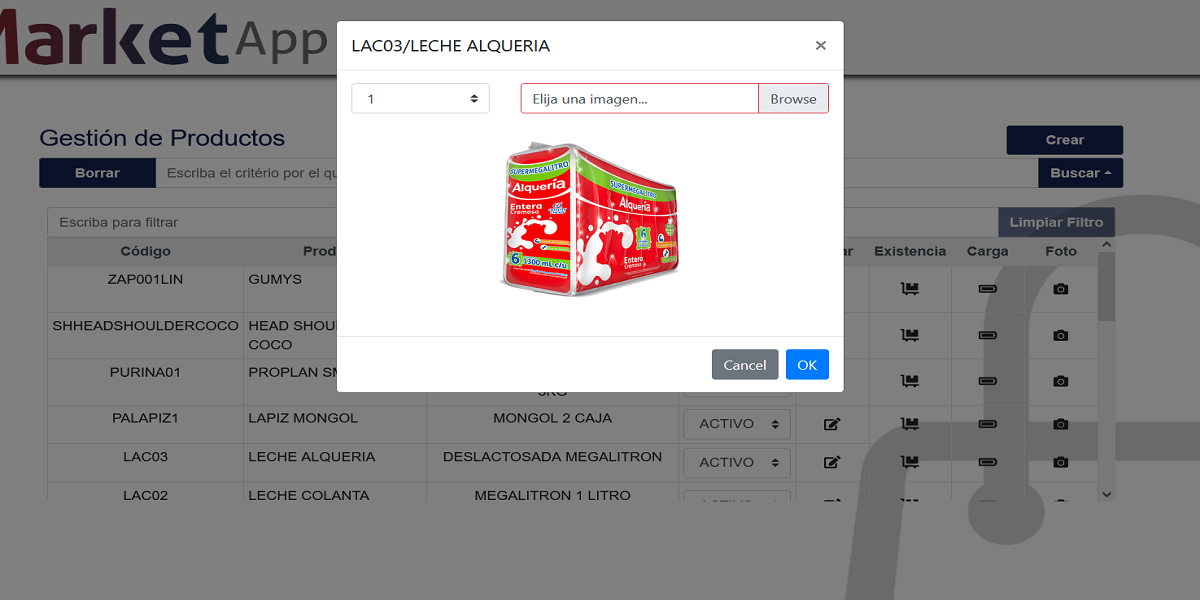 MarketApp
LAC03/LECHE ALQUERIA ×
1 Elija una imagen... Browse
SUPERMEGALITRO
Alquería
Entera
Cremosa
6 1300 mL c/u
SUPERMEGALITRO
Alquería
6
Entera
Cremosa
Cancel OK
Gestión de Productos
Crear
Borrar Escriba el critério por el qu Buscar
Escriba para filtrar Limpiar Filtro
Código Prod ar Existencia Carga Foto
ZAP001LIN GUMYS
SHHEADSHOULDERCOCO HEAD SHOU
COCO
PURINA01 PROPLAN SM
3KG
PALAPIZ1 LAPIZ MONGOL MONGOL 2 CAJA ACTIVO
LAC03 LECHE ALQUERIA DESLACTOSADA MEGALITRON ACTIVO
LAC02 LECHE COLANTA MEGALITRON 1 LITRO